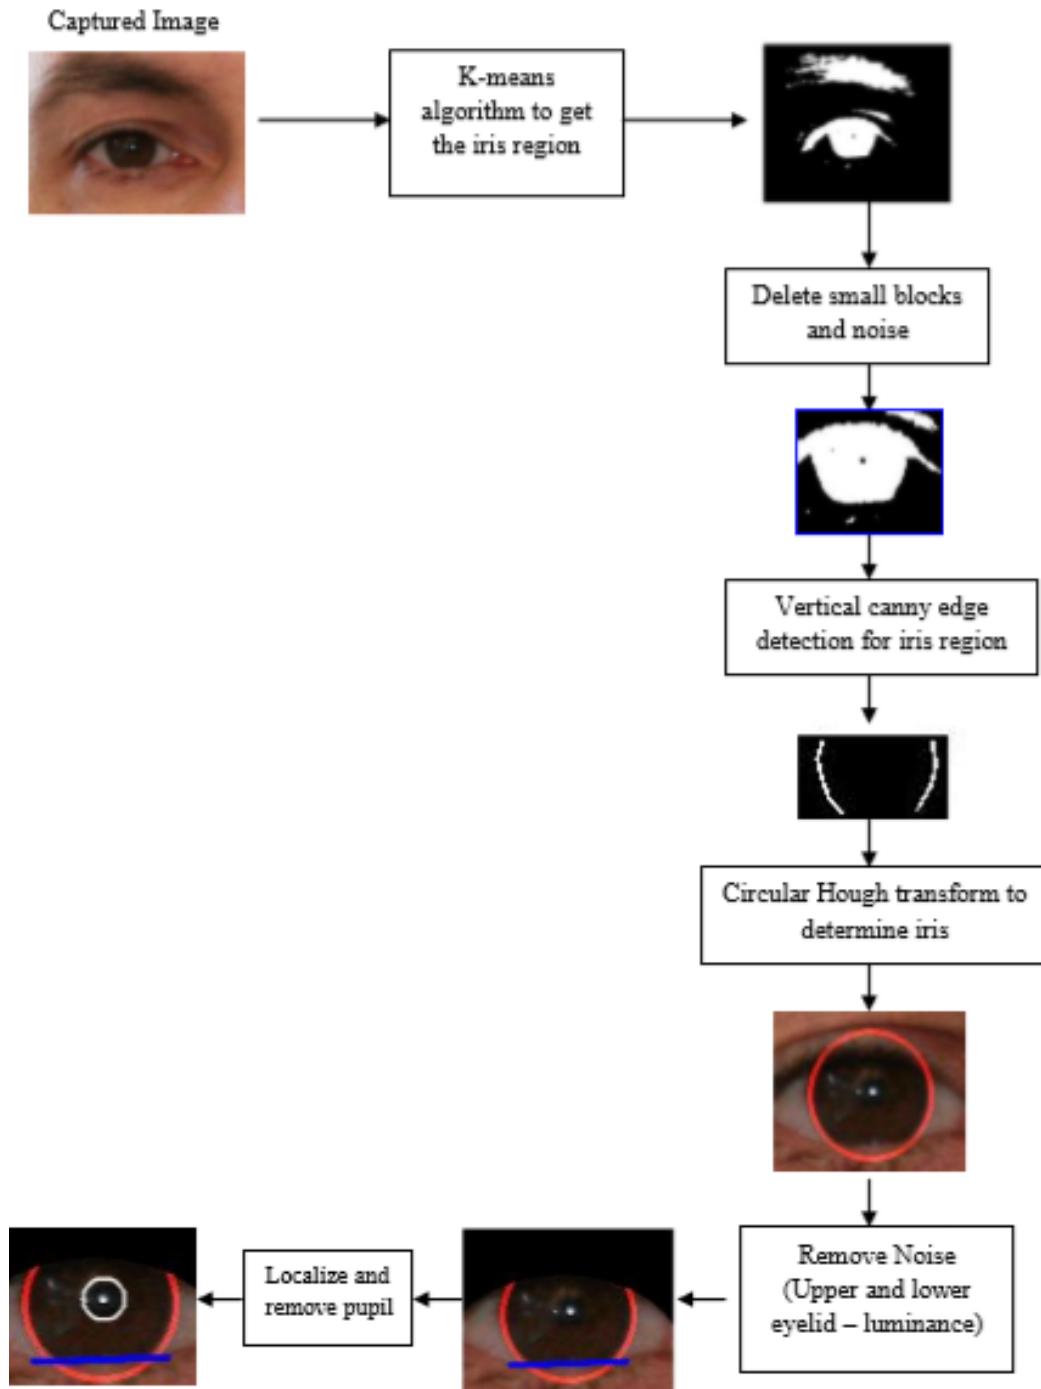 Captured Image
K-means
algorithm to get
the iris region
Delete small blocks
and noise
Vertical canny edge
detection for iris region
Circular Hough transform to
determine iris
Remove Noise
(Upper and lower
eyelid – luminance)
Localize and
remove pupil